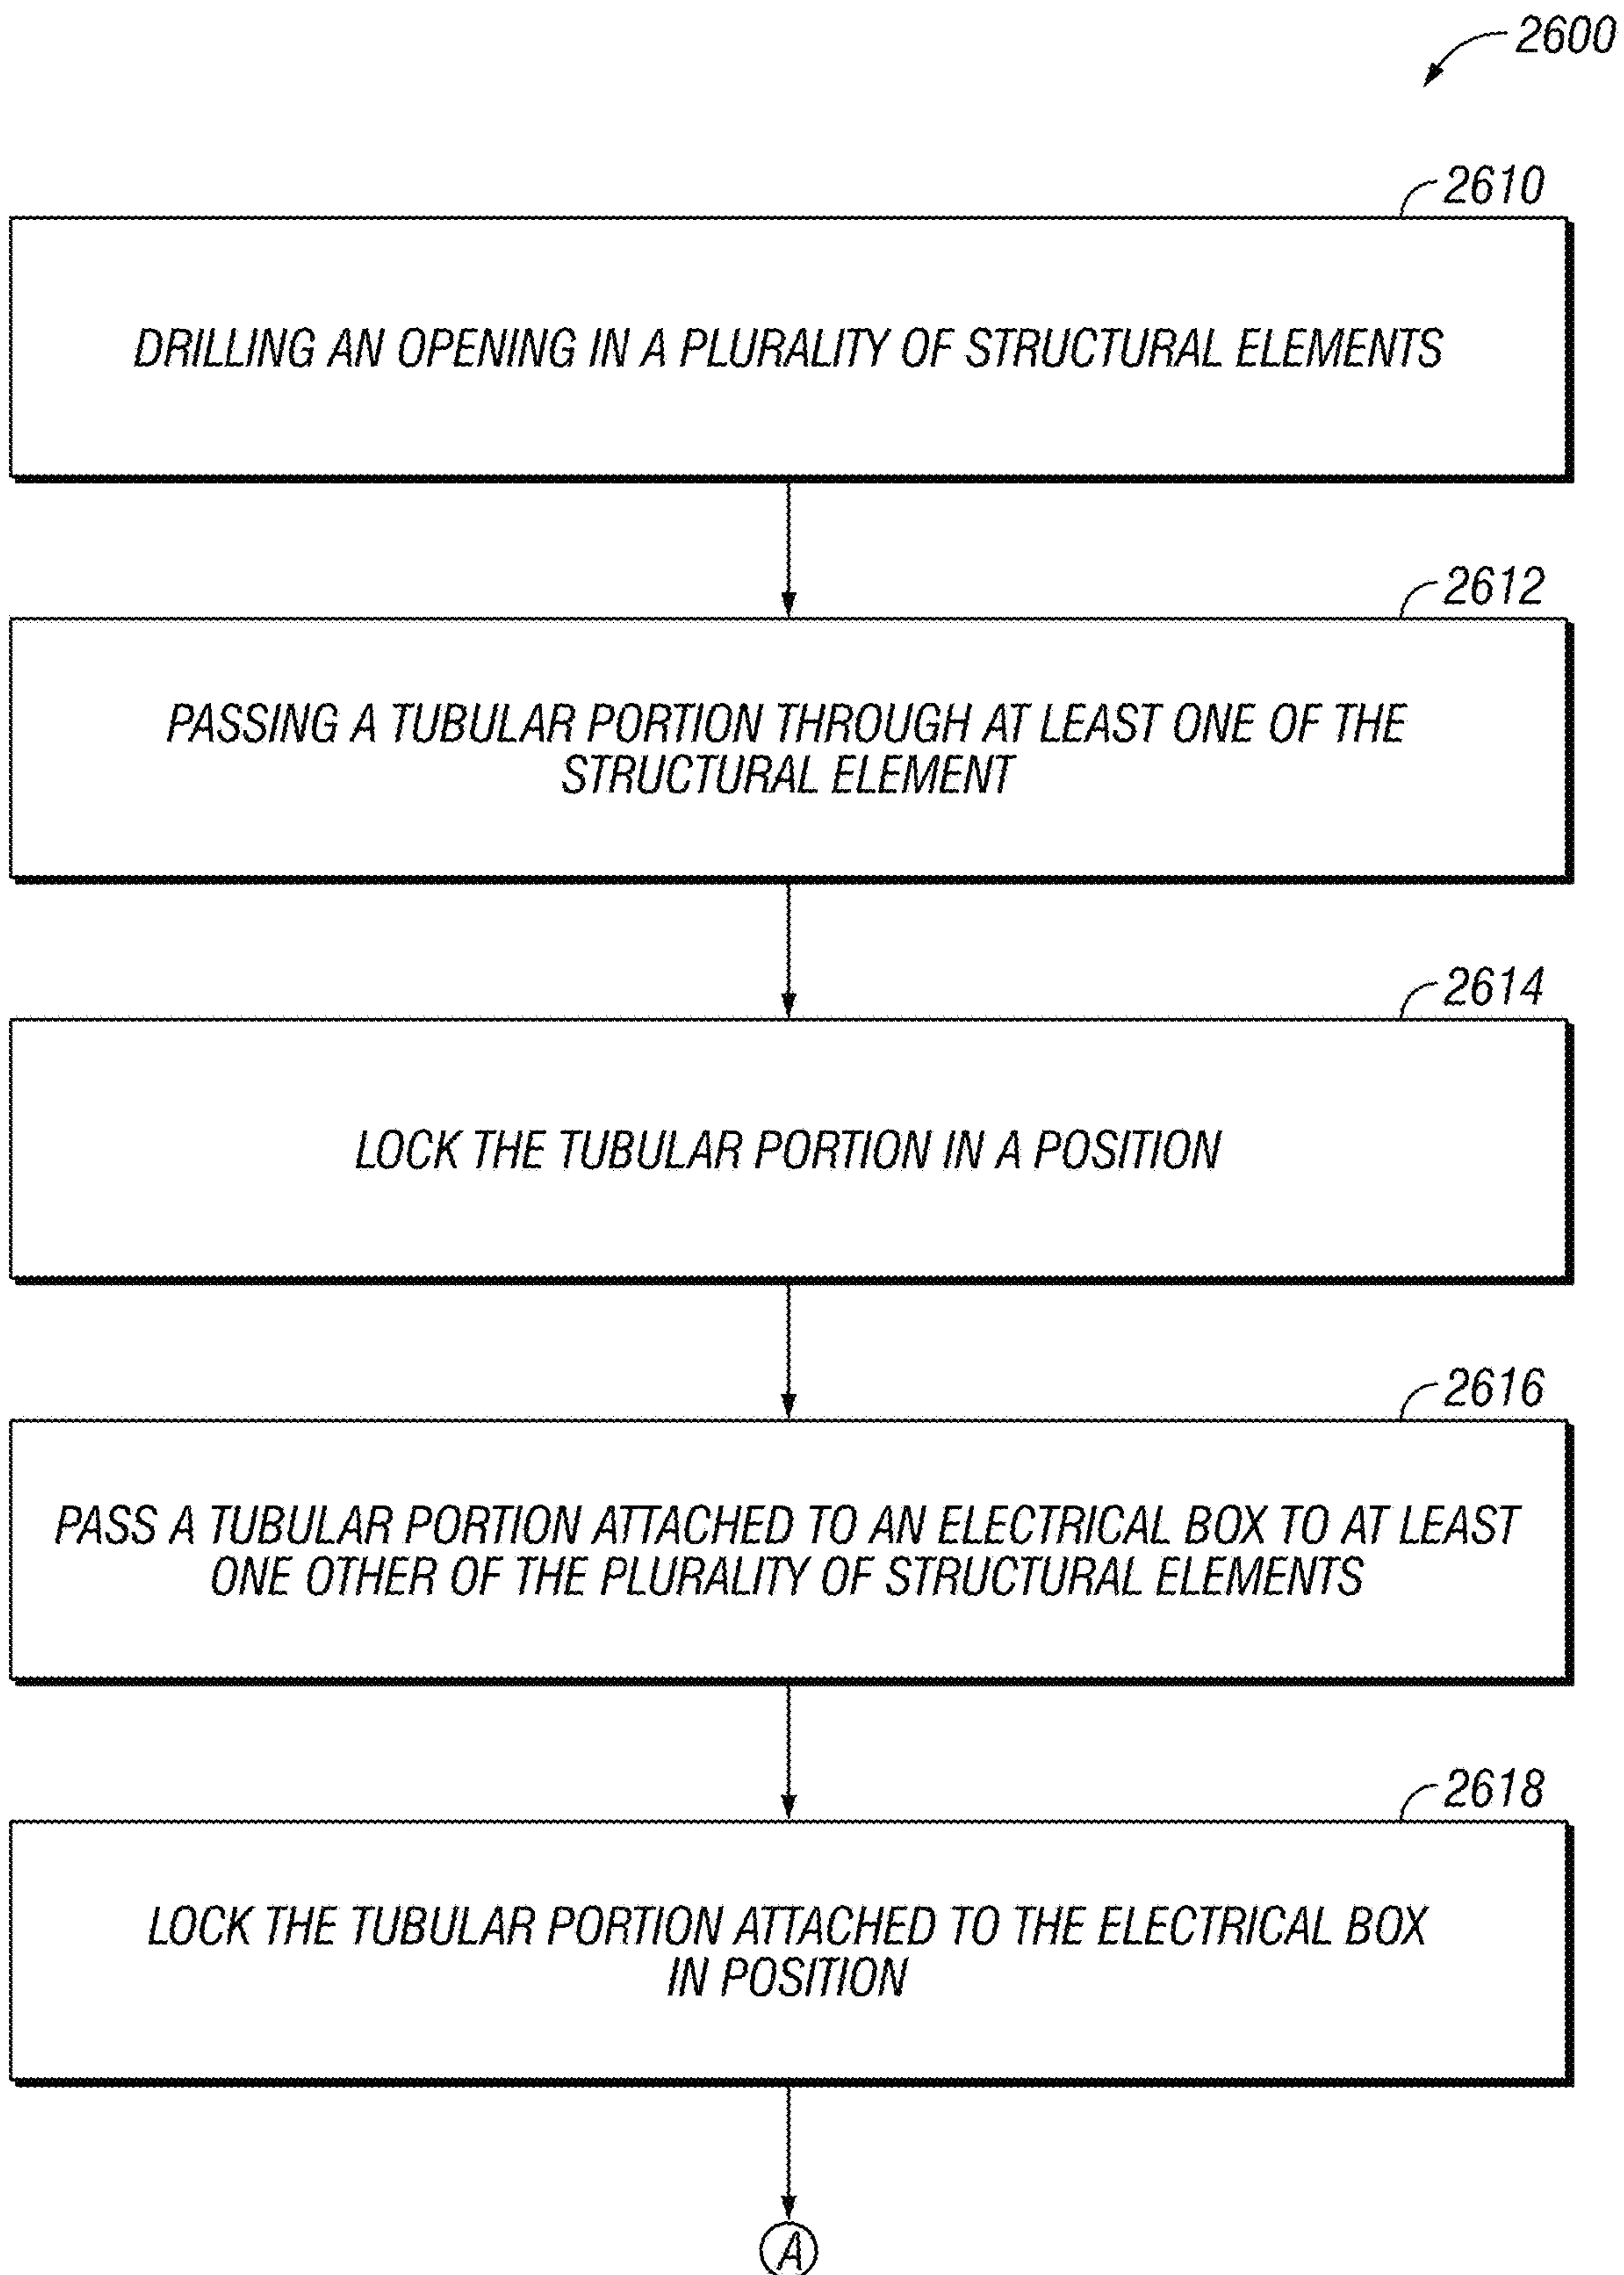 2600
2610
DRILLING AN OPENING IN A PLURALITY OF STRUCTURAL ELEMENTS
2612
PASSING A TUBULAR PORTION THROUGH AT LEAST ONE OF THE
STRUCTURAL ELEMENT
2614
LOCK THE TUBULAR PORTION IN A POSITION
2616
PASS A TUBULAR PORTION ATTACHED TO AN ELECTRICAL BOX TO AT LEAST
ONE OTHER OF THE PLURALITY OF STRUCTURAL ELEMENTS
2618
LOCK THE TUBULAR PORTION ATTACHED TO THE ELECTRICAL BOX
IN POSITION
A